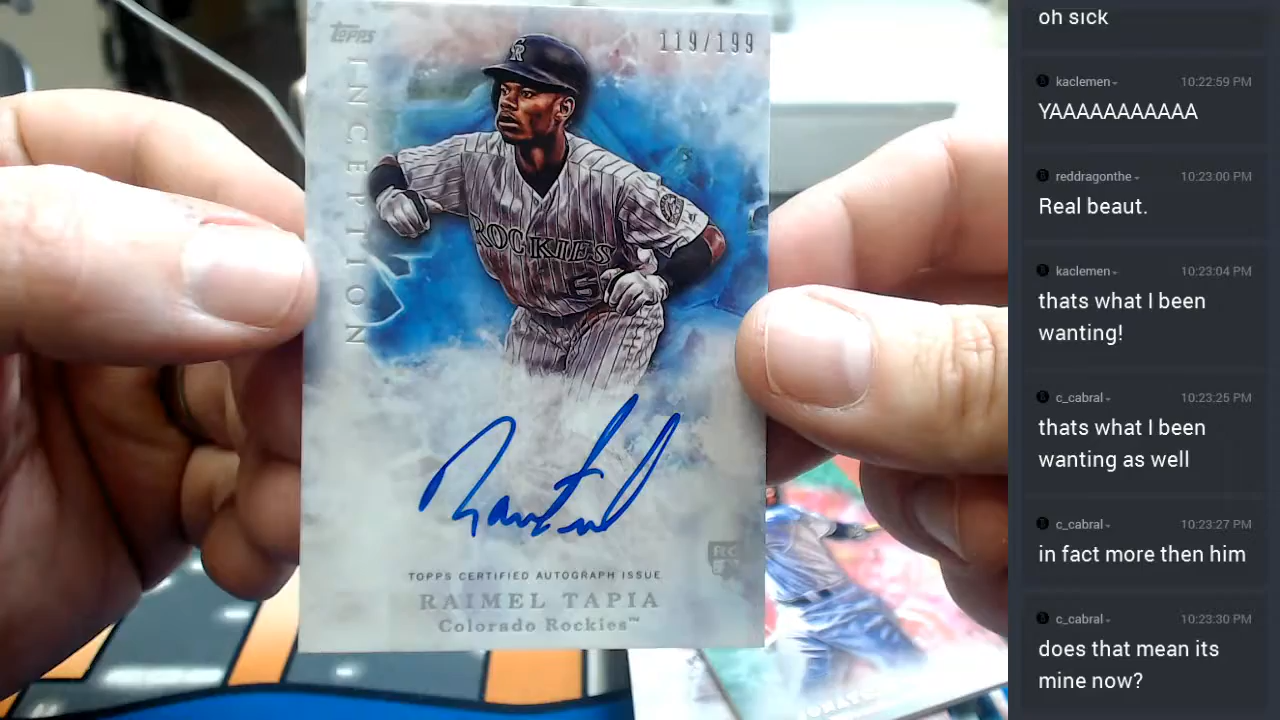 Topps
119/199
INCEPTION
ROCKIES
5
RC
TOPPS CERTIFIED AUTOGRAPH ISSUE
RAIMEL TAPIA
Colorado Rockies™
oh sick
kaclemen 10:22:59 PM
YAAAAAAAAAAA
reddragonthe 10:23:00 PM
Real beaut.
kaclemen 10:23:04 PM
thats what I been
wanting!
c_cabral 10:23:25 PM
thats what I been
wanting as well
c_cabral 10:23:27 PM
in fact more then him
c_cabral 10:23:30 PM
does that mean its
mine now?